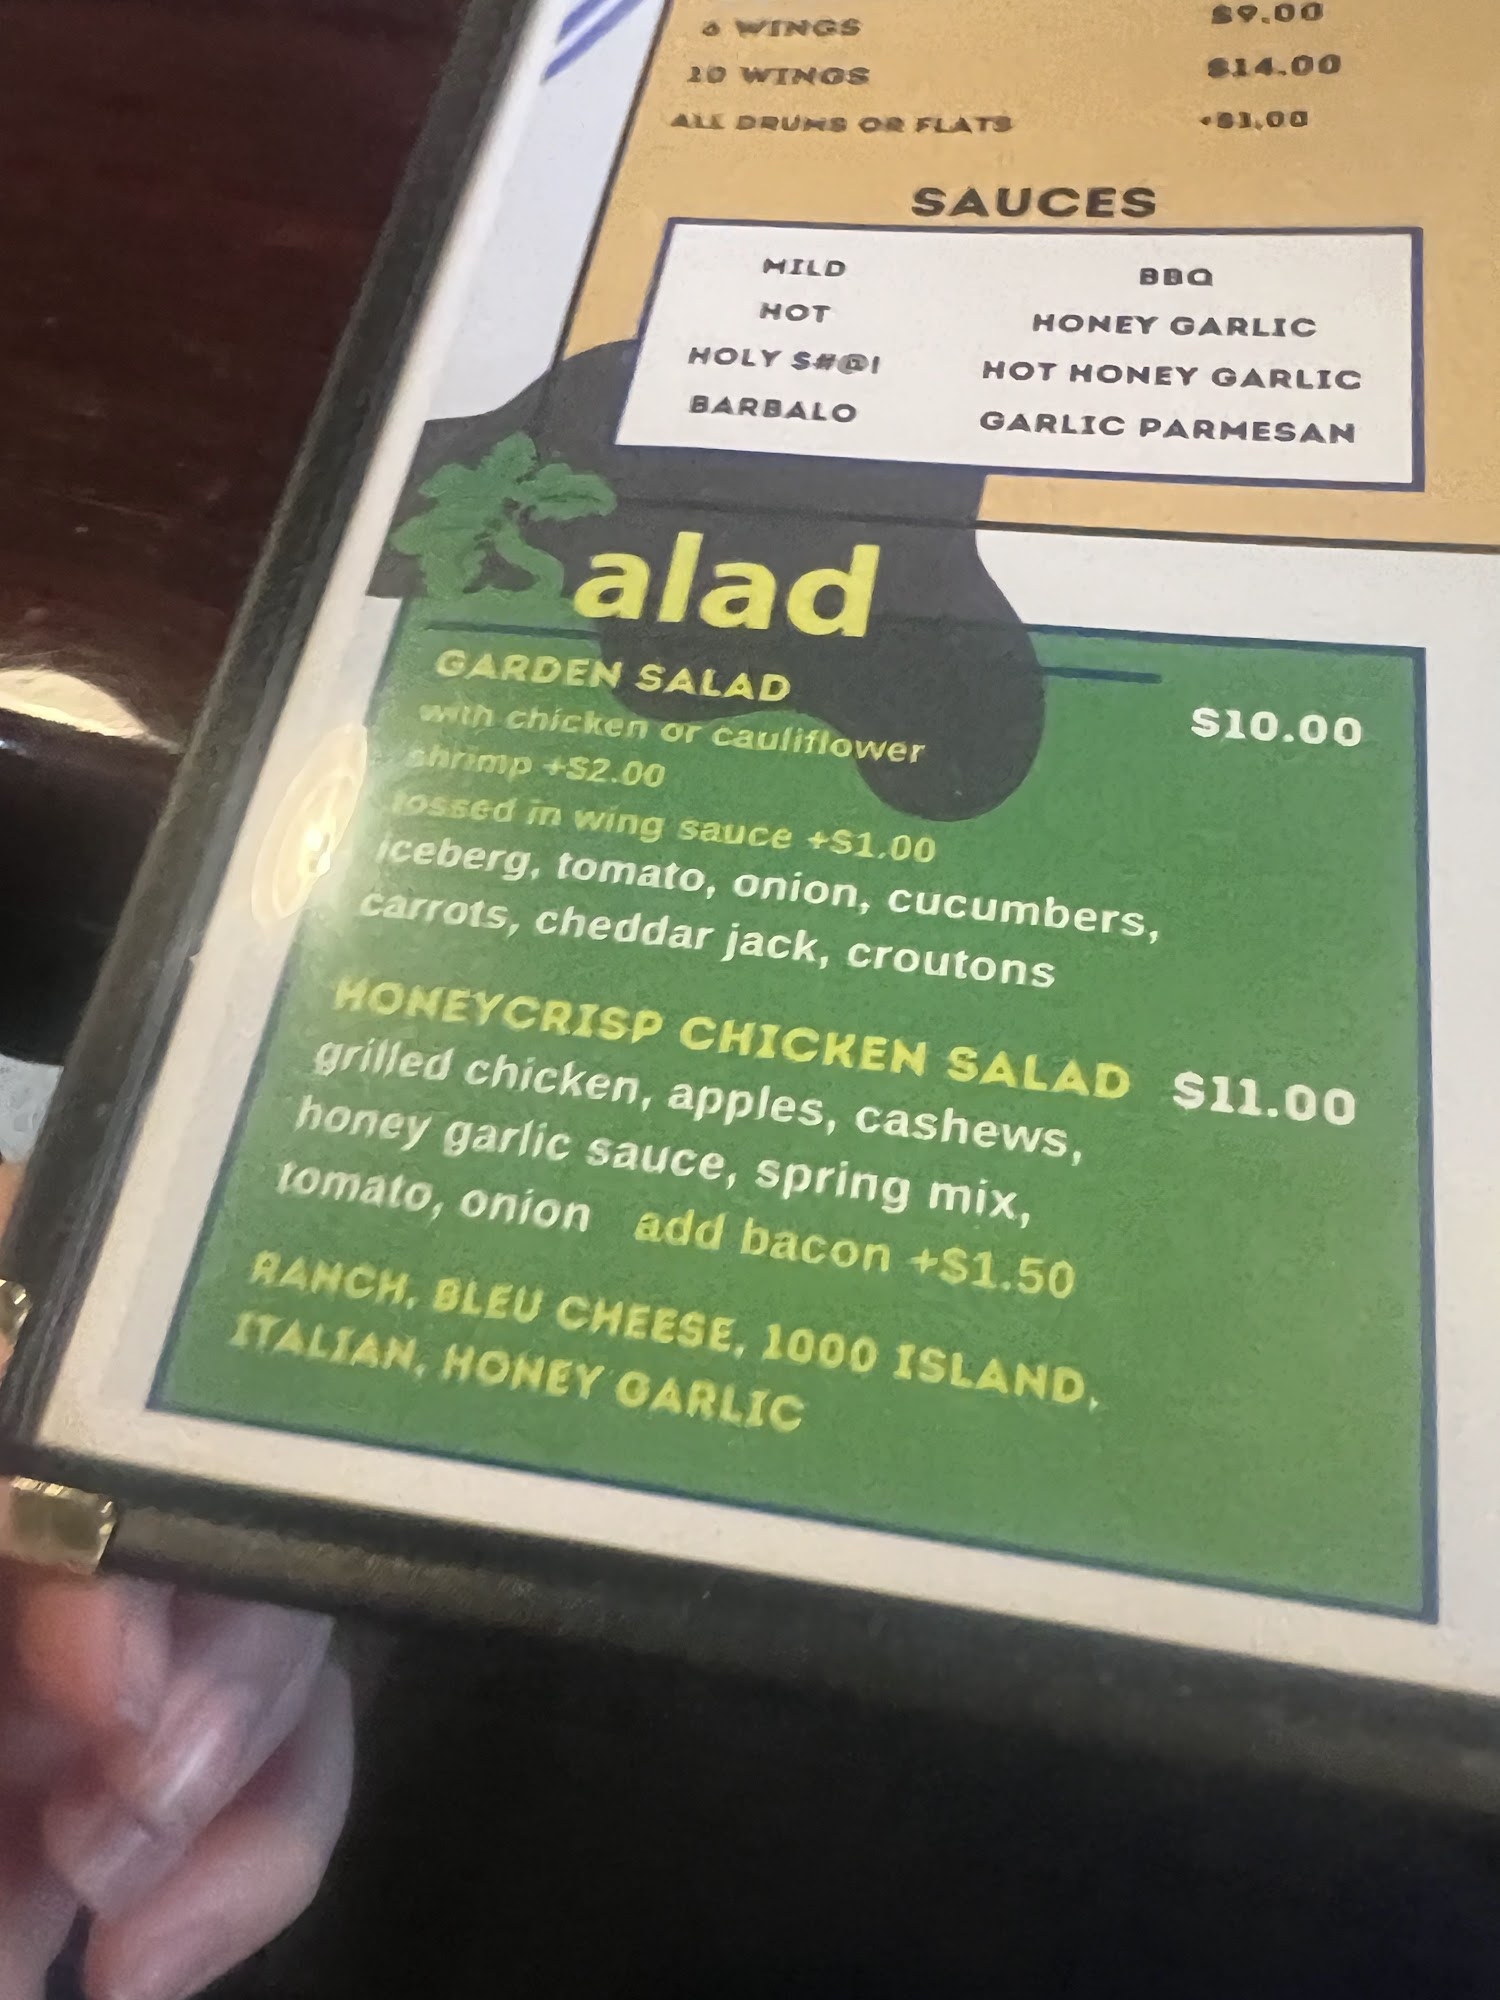 6 WINGS $9.00
10 WINGS $14.00
ALL DRUMS OR FLATS +$1.00
SAUCES
MILD BBQ
HOT HONEY GARLIC
HOLY $#@! HOT HONEY GARLIC
BARBALO GARLIC PARMESAN
Salad
GARDEN SALAD $10.00
with chicken or cauliflower
shrimp +$2.00
tossed in wing sauce +$1.00
iceberg, tomato, onion, cucumbers,
carrots, cheddar jack, croutons
HONEYCRISP CHICKEN SALAD $11.00
grilled chicken, apples, cashews,
honey garlic sauce, spring mix,
tomato, onion add bacon +$1.50
RANCH, BLEU CHEESE, 1000 ISLAND,
ITALIAN, HONEY GARLIC